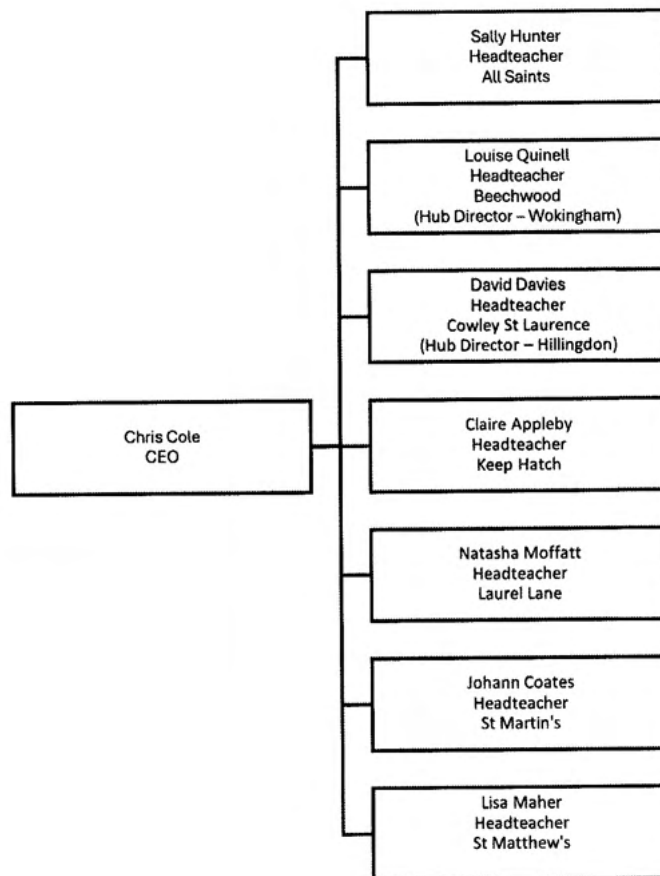 Sally Hunter
Headteacher
All Saints
Louise Quinell
Headteacher
Beechwood
(Hub Director – Wokingham)
David Davies
Headteacher
Cowley St Laurence
(Hub Director – Hillingdon)
Chris Cole
CEO
Claire Appleby
Headteacher
Keep Hatch
Natasha Moffatt
Headteacher
Laurel Lane
Johann Coates
Headteacher
St Martin's
Lisa Maher
Headteacher
St Matthew's